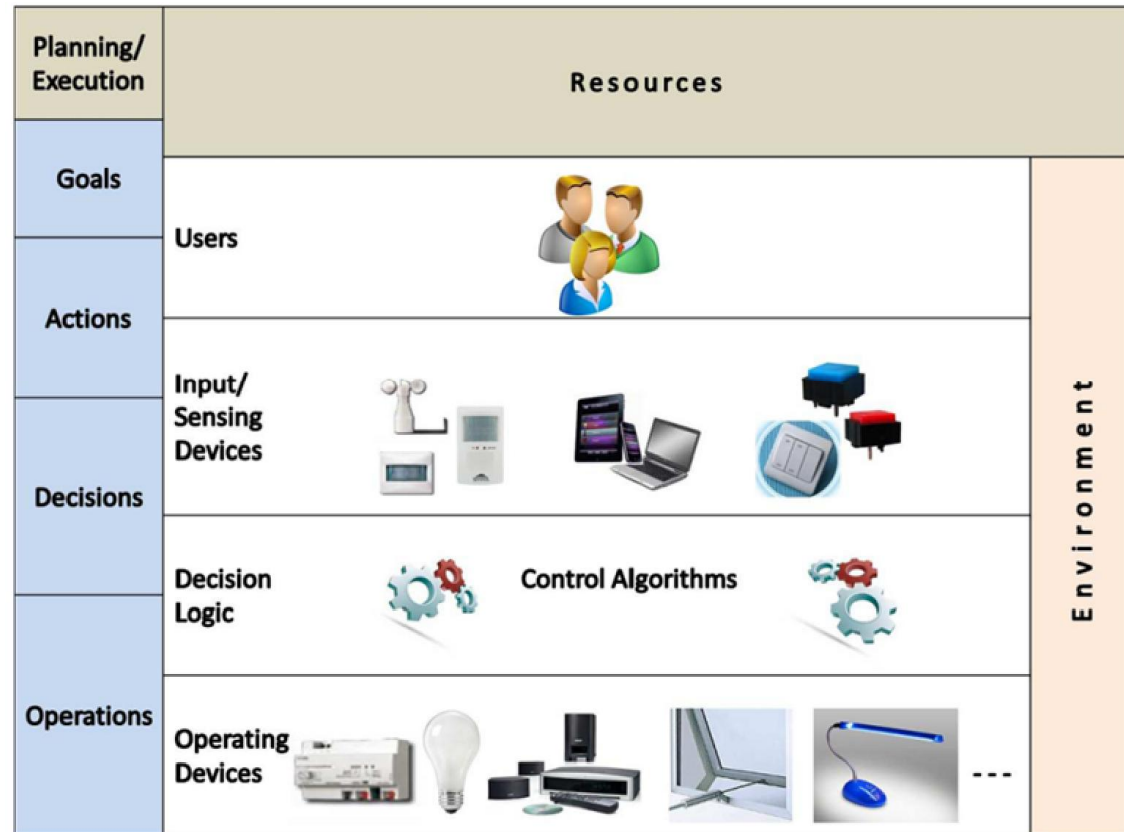 Planning/
Execution
Resources
Goals
Users
Actions
Input/
Sensing
Devices
Decisions
Decision
Logic
Control Algorithms
Operations
Operating
Devices
---
Environment